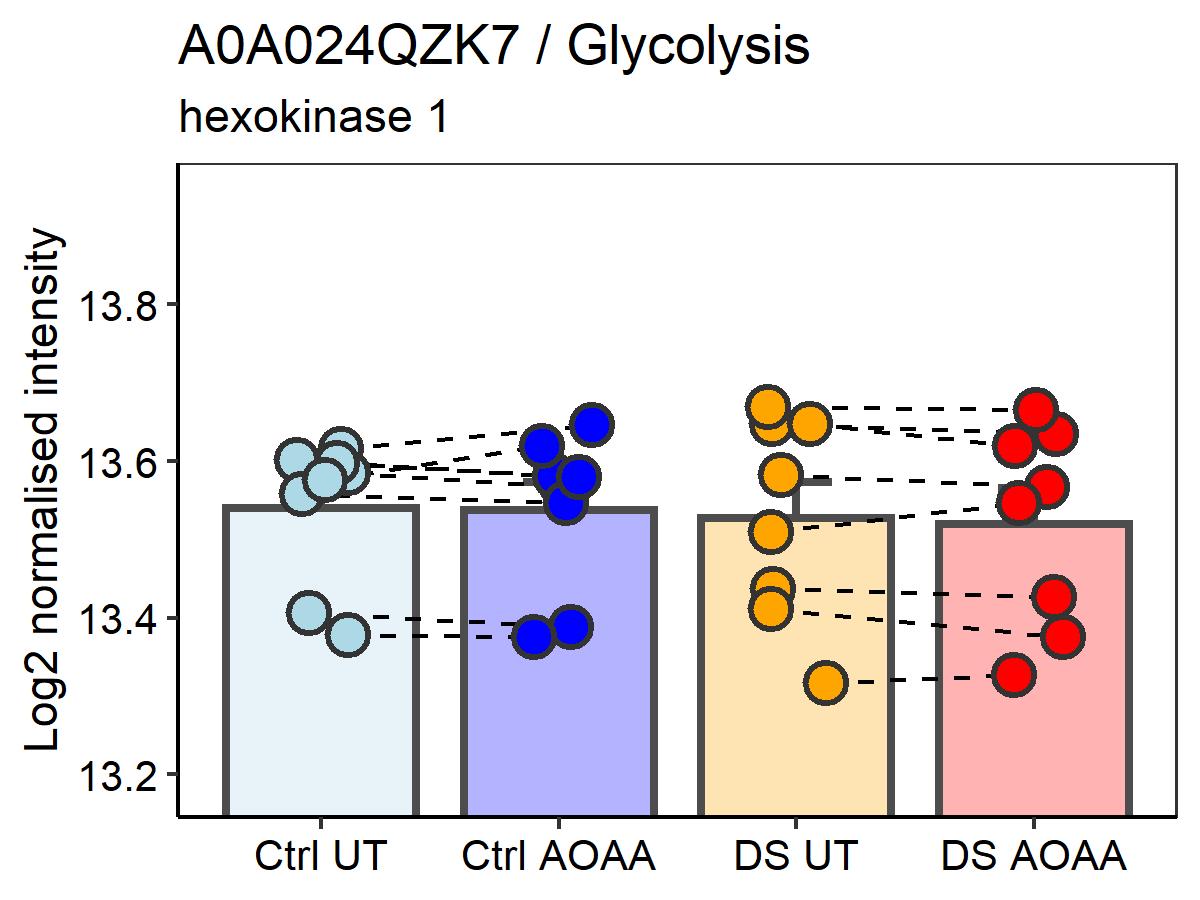 A0A024QZK7 / Glycolysis
hexokinase 1
Log2 normalised intensity
13.8
13.6
13.4
13.2
Ctrl UT
Ctrl AOAA
DS UT
DS AOAA